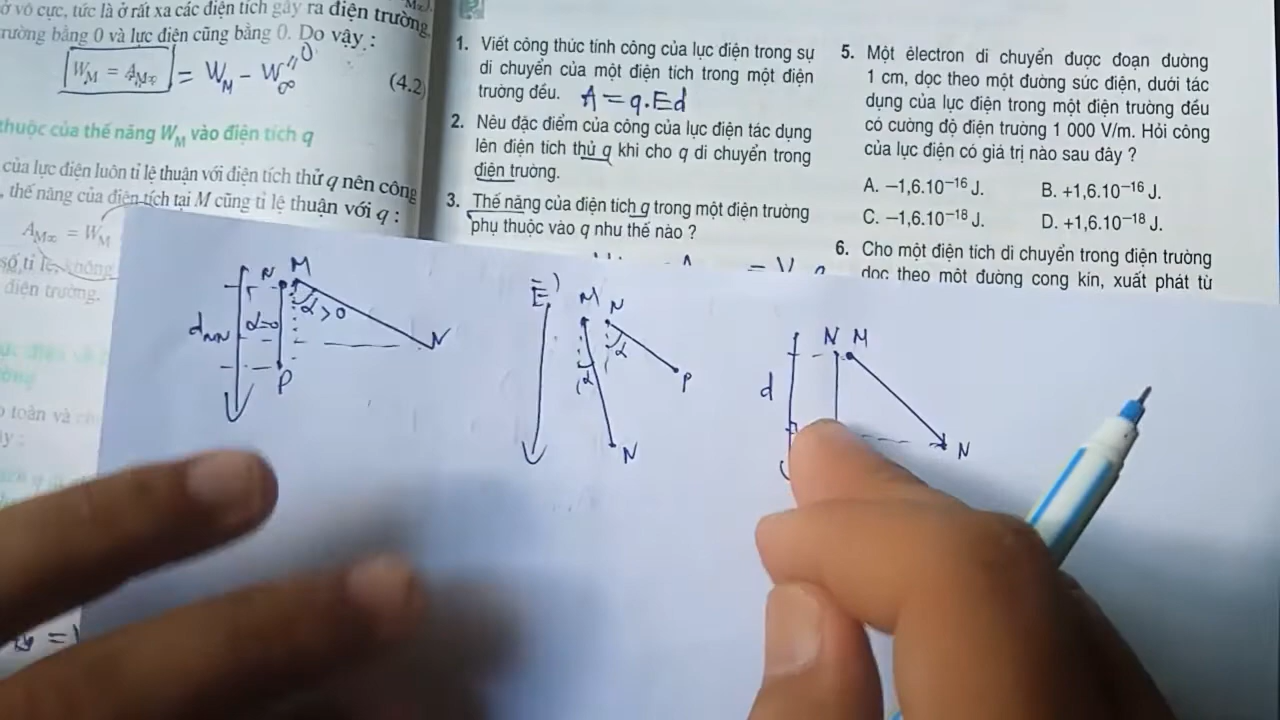 ở vô cực, tức là ở rất xa các điện tích gây ra điện trường
trường bằng 0 và lực điện cũng bằng 0. Do vậy :
W_M = A_M∞ = W_M - W_∞ 0
(4.2)
thuộc của thế năng W_M vào điện tích q
của lực điện luôn tỉ lệ thuận với điện tích thử q nên công
, thế năng của điện tích tại M cũng tỉ lệ thuận với q :
A_M∞ = W_M
số tỉ lệ, không
điện trường.
toàn và
1. Viết công thức tính công của lực điện trong sự
di chuyển của một điện tích trong một điện
trường đều. A = q.Ed
2. Nêu đặc điểm của công của lực điện tác dụng
lên điện tích thử q khi cho q di chuyển trong
điện trường.
3. Thế năng của điện tích q trong một điện trường
phụ thuộc vào q như thế nào ?
5. Một êlectron di chuyển được đoạn đường
1 cm, dọc theo một đường sức điện, dưới tác
dụng của lực điện trong một điện trường đều
có cường độ điện trường 1 000 V/m. Hỏi công
của lực điện có giá trị nào sau đây ?
A. –1,6.10⁻¹⁶ J. B. +1,6.10⁻¹⁶ J.
C. –1,6.10⁻¹⁸ J. D. +1,6.10⁻¹⁸ J.
6. Cho một điện tích di chuyển trong điện trường
dọc theo một đường cong kín, xuất phát từ
N M
α>0
d_MN α=0 N
P
E M N
α α
P
N
N M
d
N